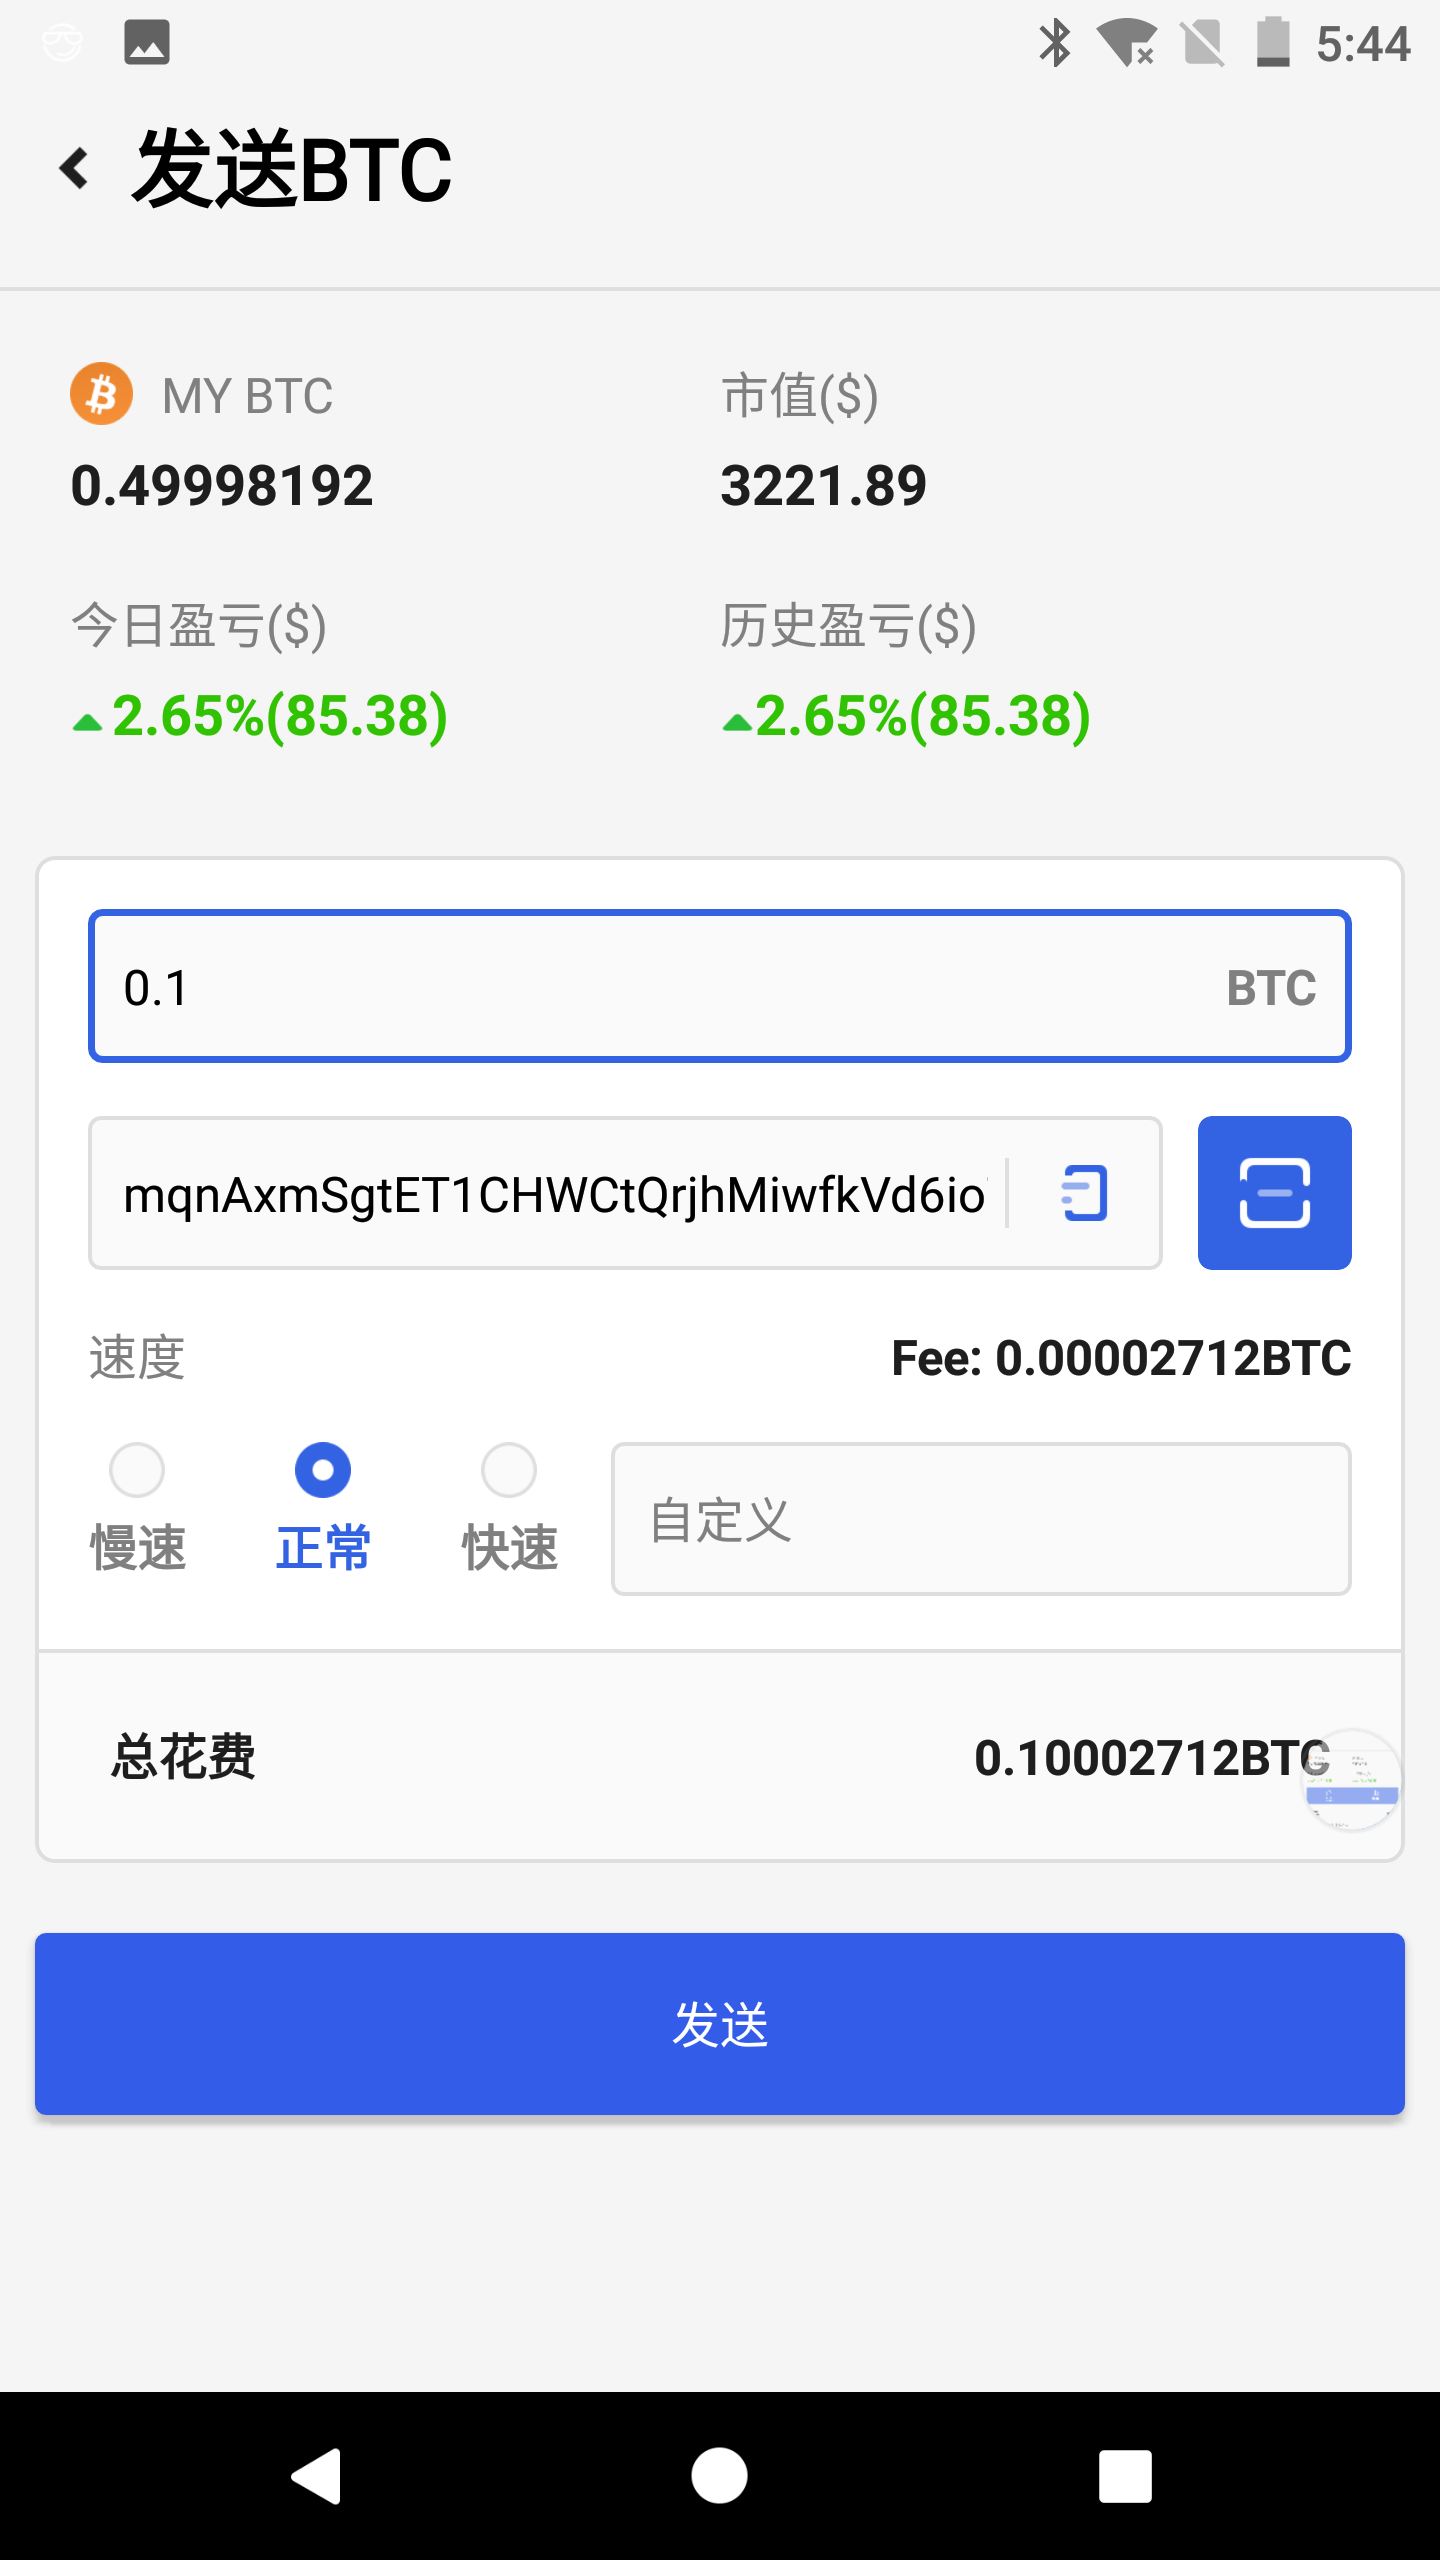 5:44
发送BTC
MY BTC
市值($)
0.49998192
3221.89
今日盈亏($)
历史盈亏($)
2.65%(85.38)
2.65%(85.38)
0.1
BTC
mqnAxmSgtET1CHWCtQrjhMiwfkVd6io
速度
Fee: 0.00002712BTC
慢速
正常
快速
自定义
总花费
0.10002712BTC
发送